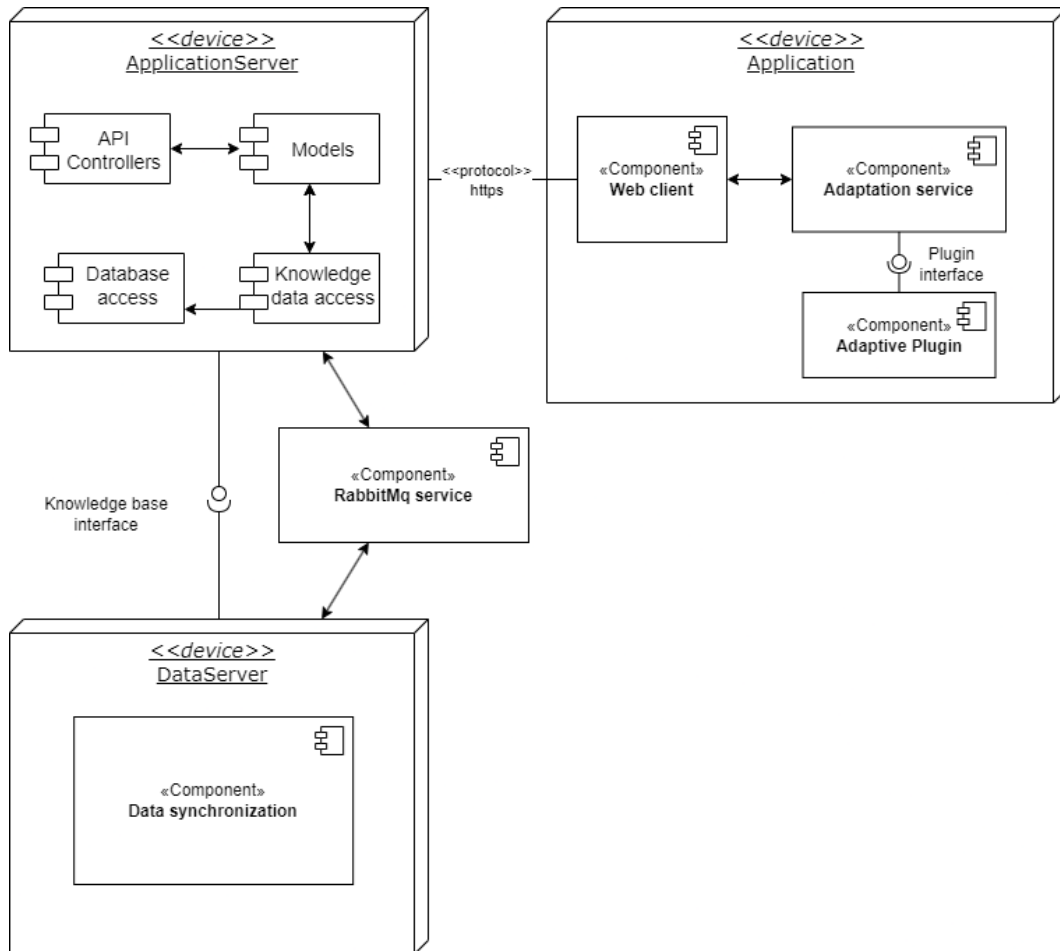 <<device>>
ApplicationServer
API
Controllers
Models
Database
access
Knowledge
data access
<<protocol>>
https
<<device>>
Application
«Component»
Web client
«Component»
Adaptation service
Plugin
interface
«Component»
Adaptive Plugin
«Component»
RabbitMq service
Knowledge base
interface
<<device>>
DataServer
«Component»
Data synchronization